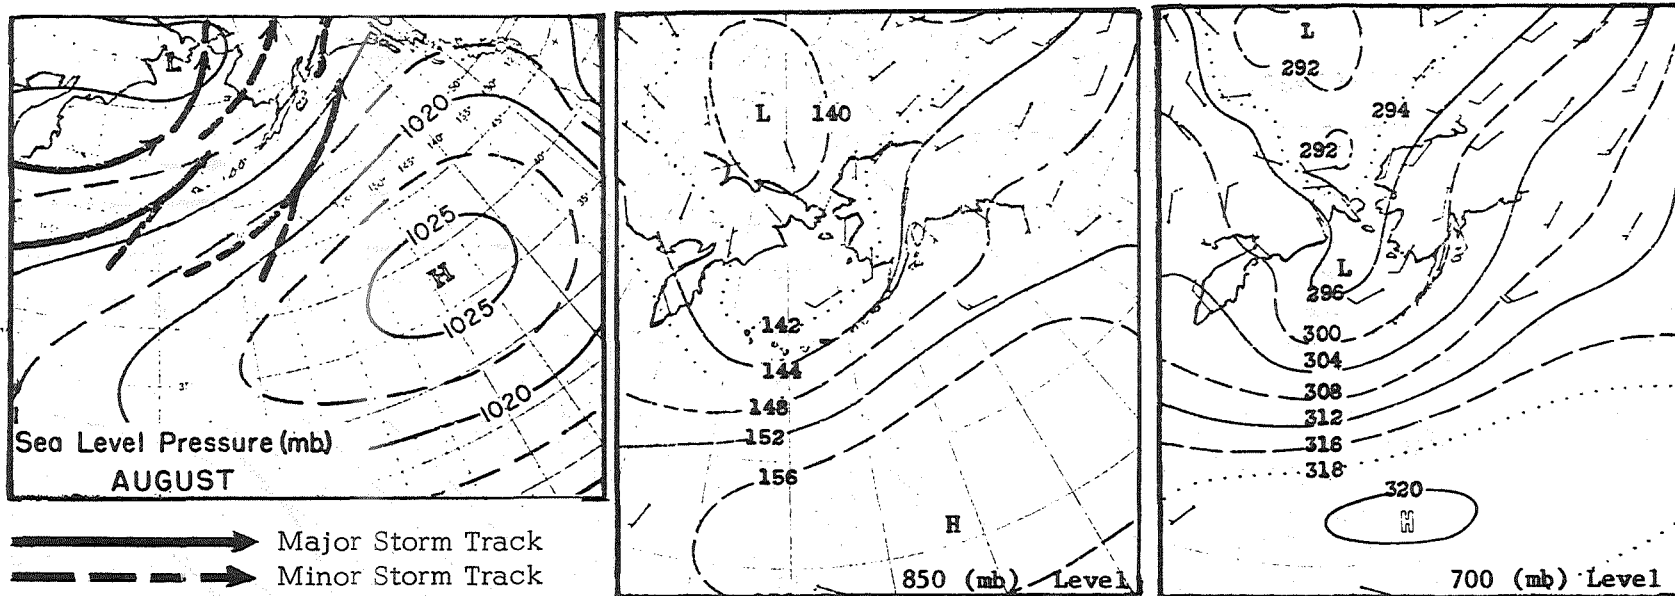 L
1020
1025
H
1025
1020
Sea Level Pressure (mb)
AUGUST
Major Storm Track
Minor Storm Track
L 140
142
144
148
152
156
H
850 (mb) Level
L
292
294
292
L
296
300
304
308
312
316
318
320
H
700 (mb) Level